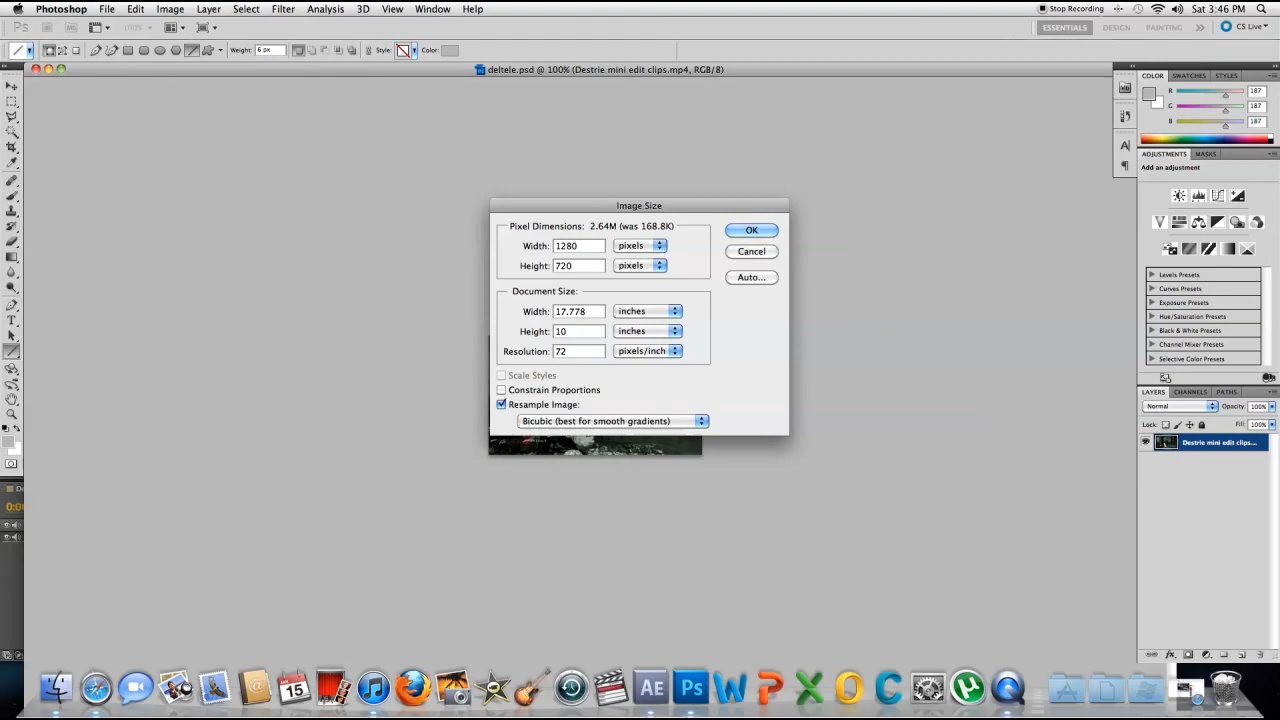 Photoshop File Edit Image Layer Select Filter Analysis 3D View Window Help Stop Recording Sat 3:46 PM
Ps 100% ESSENTIALS DESIGN PAINTING >> CS Live
Weight: 6 px Style: Color:
deltele.psd @ 100% (Destrie mini edit clips.mp4, RGB/8)
COLOR SWATCHES STYLES
R 187
G 187
B 187
ADJUSTMENTS MASKS
Add an adjustment
Levels Presets
Curves Presets
Exposure Presets
Hue/Saturation Presets
Black & White Presets
Channel Mixer Presets
Selective Color Presets
LAYERS CHANNELS PATHS
Normal Opacity: 100%
Lock: Fill: 100%
Destrie mini edit clips...
Image Size
Pixel Dimensions: 2.64M (was 168.8K)
Width: 1280 pixels
Height: 720 pixels
Document Size:
Width: 17.778 inches
Height: 10 inches
Resolution: 72 pixels/inch
Scale Styles
Constrain Proportions
Resample Image:
Bicubic (best for smooth gradients)
OK
Cancel
Auto...
JAN
15
AE Ps